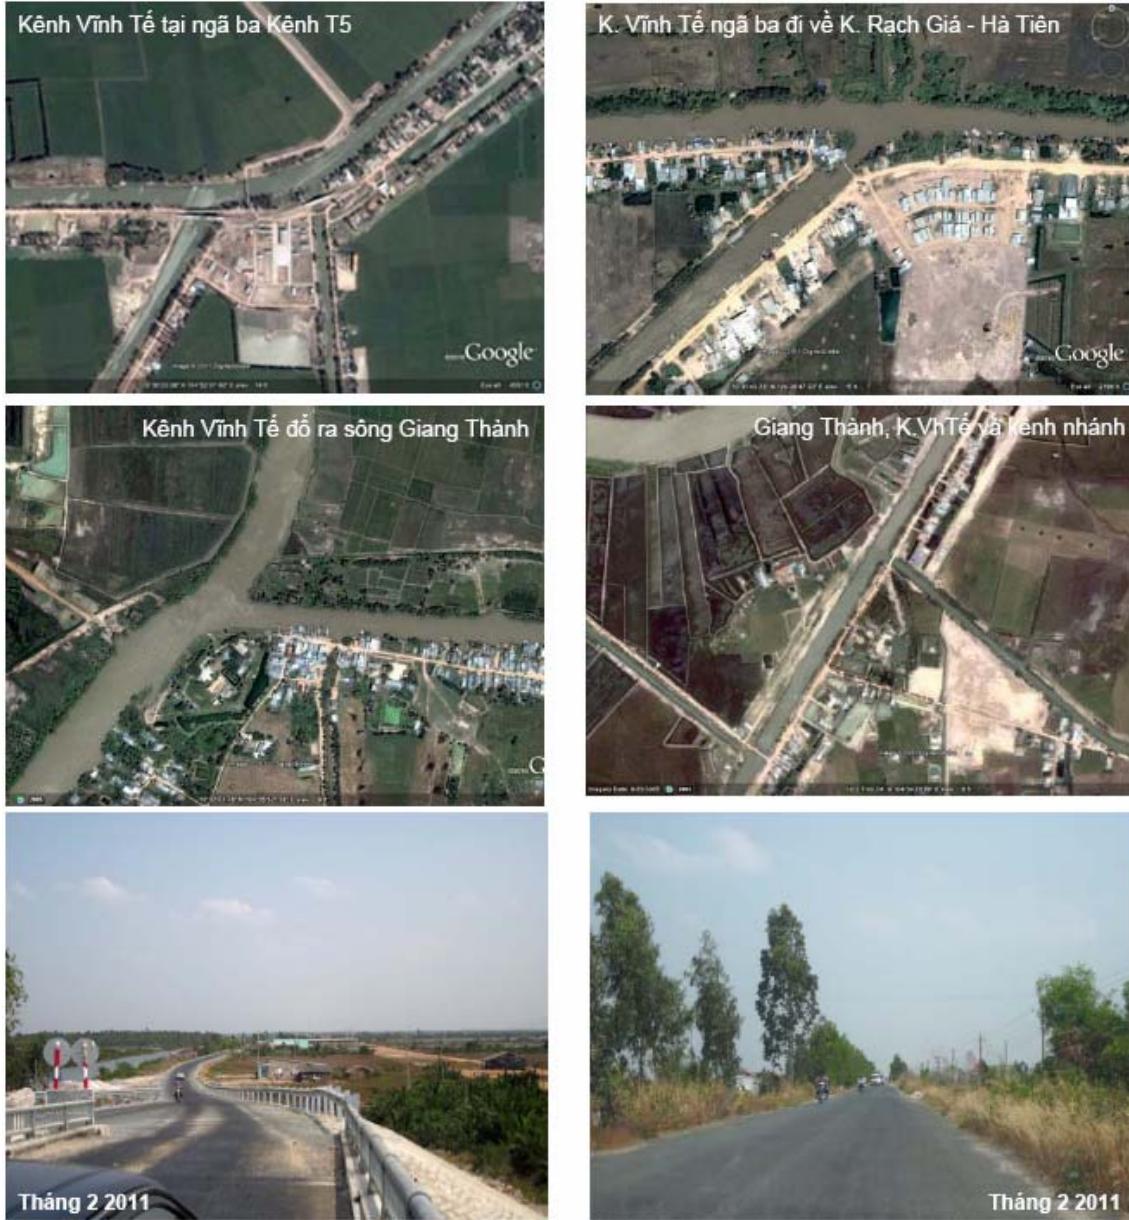 Kênh Vĩnh Tế tại ngã ba Kênh T5
K. Vĩnh Tế ngã ba đi về K. Rạch Giá - Hà Tiên
Google
Google
Kênh Vĩnh Tế đổ ra sông Giang Thành
Giang Thành, K.VhTế và kênh nhánh
G
Tháng 2 2011
Tháng 2 2011